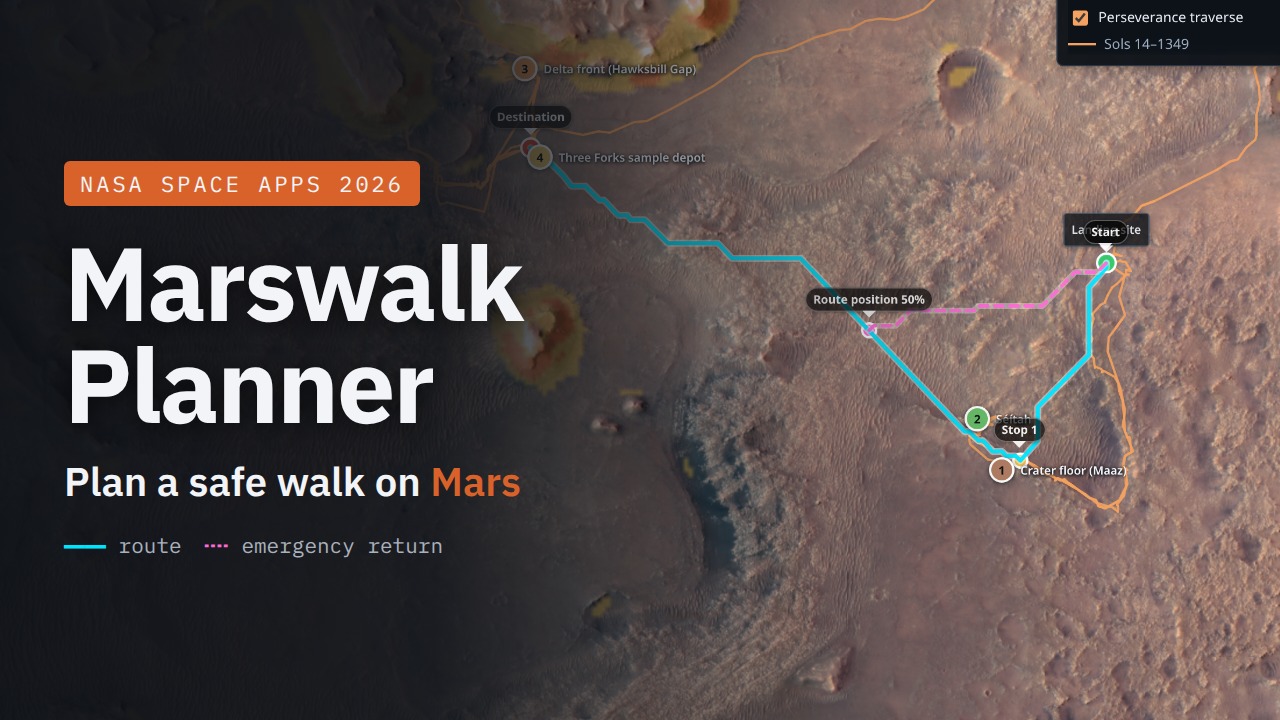 Perseverance traverse
Sols 14–1349
3 Delta front (Hawksbill Gap)
Destination
4 Three Forks sample depot
NASA SPACE APPS 2026
Marswalk
Planner
Plan a safe walk on Mars
route
emergency return
Start
Route position 50%
2 Séítah
Stop 1
1 Crater floor (Maaz)